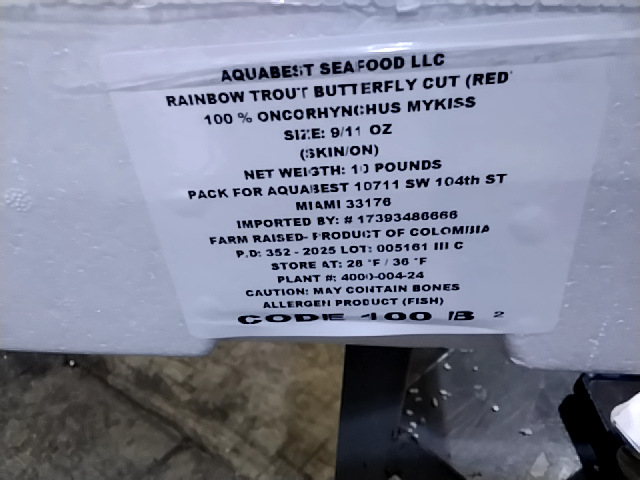 AQUABEST SEAFOOD LLC
RAINBOW TROUT BUTTERFLY CUT (RED
100 % ONCORHYNCHUS MYKISS
SIZE: 9/11 OZ
(SKIN/ON)
NET WEIGTH: 10 POUNDS
PACK FOR AQUABEST 10711 SW 104th ST
MIAMI 33176
IMPORTED BY: # 17393486666
FARM RAISED- PRODUCT OF COLOMBIA
P.D: 352 - 2025 LOT: 005161 III C
STORE AT: 28 °F / 36 °F
PLANT #: 4000-004-24
CAUTION: MAY CONTAIN BONES
ALLERGEN PRODUCT (FISH)
CODE 100 B 2